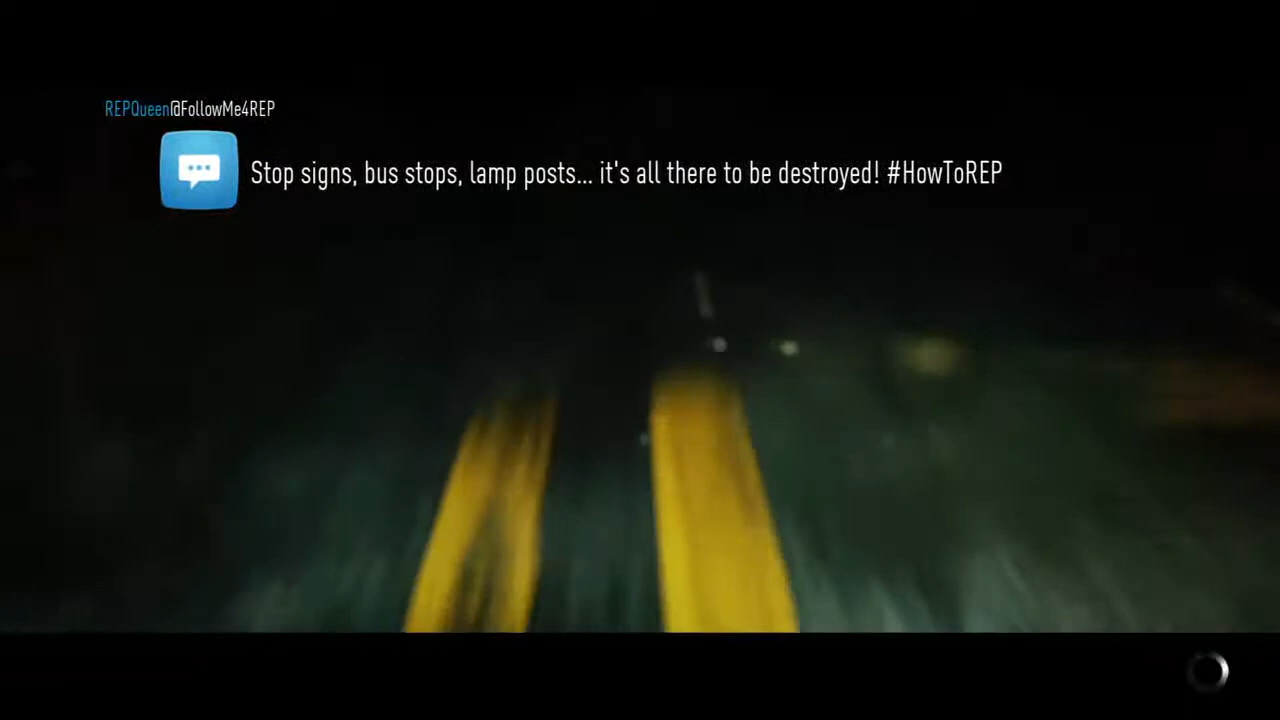 REPQueen@FollowMe4REP
Stop signs, bus stops, lamp posts... it's all there to be destroyed! #HowToREP